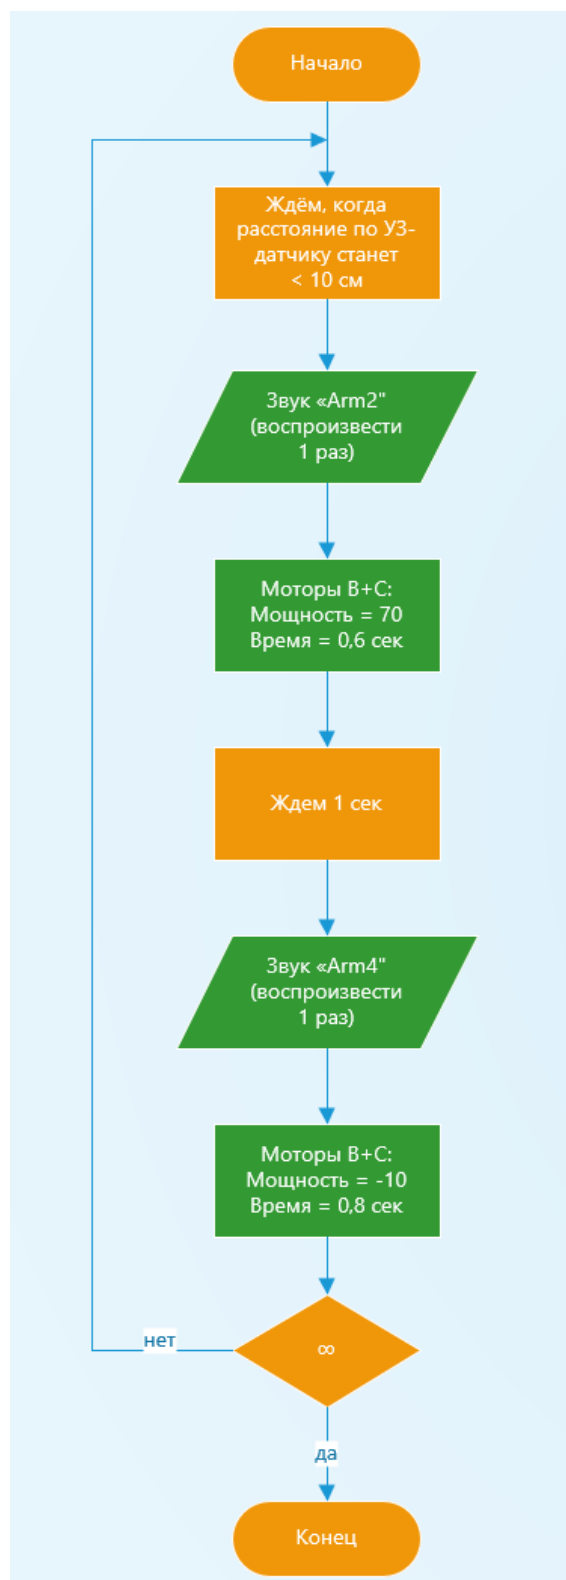 Начало
Ждём, когда
расстояние по УЗ-
датчику станет
< 10 см
Звук «Arm2"
(воспроизвести
1 раз)
Моторы B+C:
Мощность = 70
Время = 0,6 сек
Ждем 1 сек
Звук «Arm4"
(воспроизвести
1 раз)
Моторы B+C:
Мощность = -10
Время = 0,8 сек
нет
∞
да
Конец